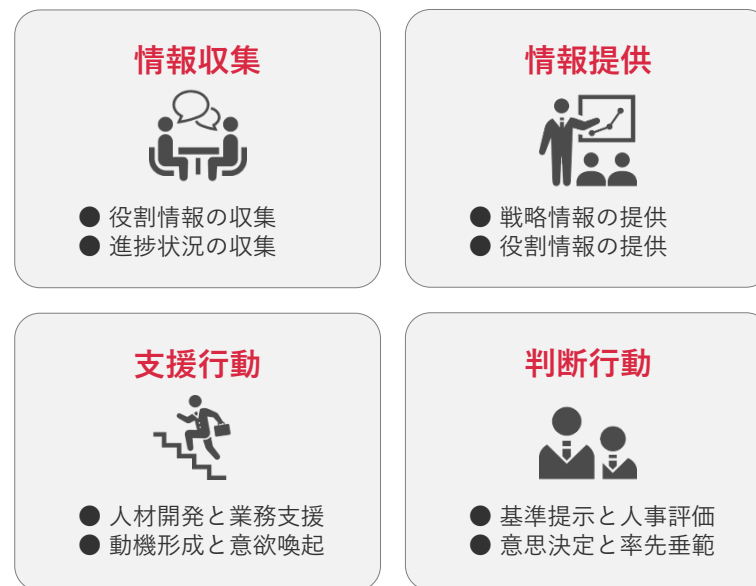 情報収集
● 役割情報の収集
● 進捗状況の収集
情報提供
● 戦略情報の提供
● 役割情報の提供
支援行動
● 人材開発と業務支援
● 動機形成と意欲喚起
判断行動
● 基準提示と人事評価
● 意思決定と率先垂範